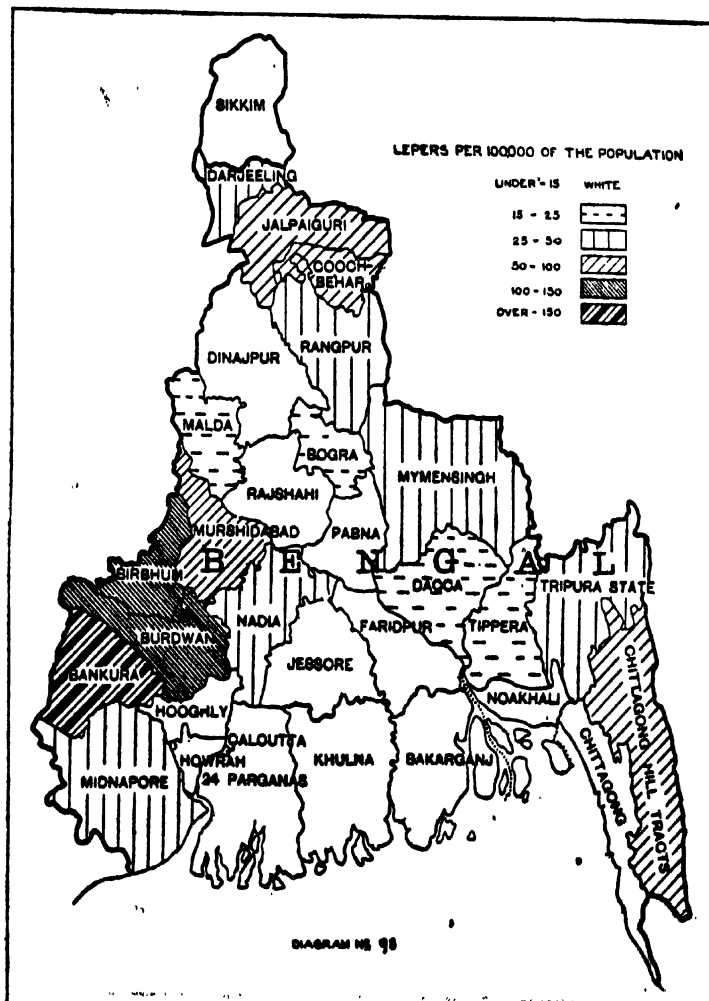 SIKKIM
DARJEELING
LEPERS PER 100,000 OF THE POPULATION
UNDER - 15 WHITE
15 - 25
25 - 50
50 - 100
100 - 150
OVER - 150
JALPAIGURI
COOCH
BEHAR
RANGPUR
DINAJPUR
MALDA
BOGRA
MYMENSINGH
RAJSHAHI
MURSHIDABAD
PABNA
BENGAL
BIRBHUM
DACCA
TRIPURA STATE
BURDWAN
NADIA
FARIDPUR
TIPPERA
BANKURA
JESSORE
NOAKHALI
HOOGHLY
CHITTAGONG HILL TRACTS
CALCUTTA
HOWRAH
24 PARGANAS
KHULNA
BAKARGANJ
MIDNAPORE
CHITTAGONG
DIAGRAM NO. 98